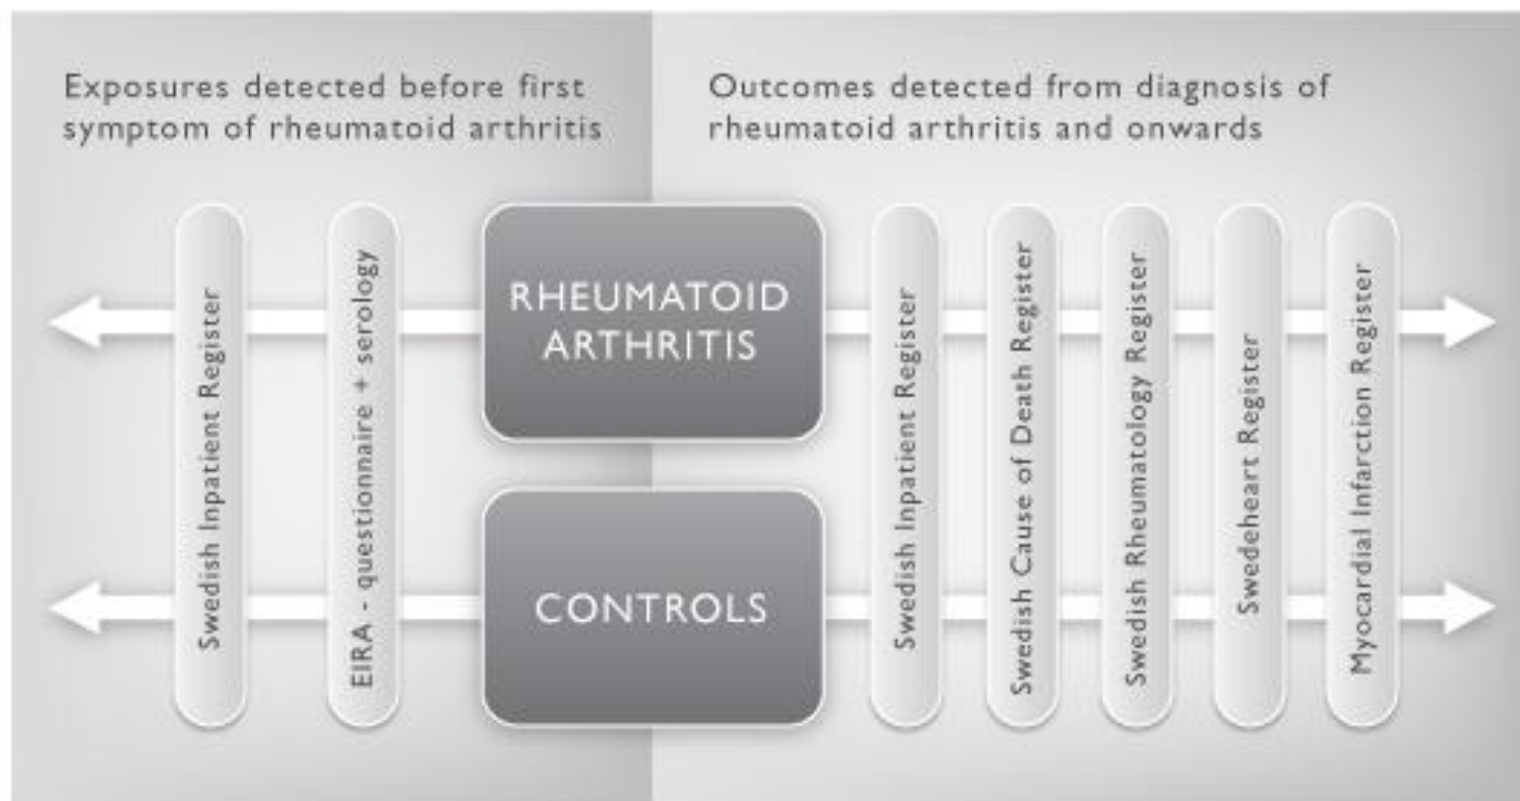 Exposures detected before first
symptom of rheumatoid arthritis
Outcomes detected from diagnosis of
rheumatoid arthritis and onwards
Swedish Inpatient Register
EIRA - questionnaire + serology
RHEUMATOID
ARTHRITIS
CONTROLS
Swedish Inpatient Register
Swedish Cause of Death Register
Swedish Rheumatology Register
Swedeheart Register
Myocardial Infarction Register